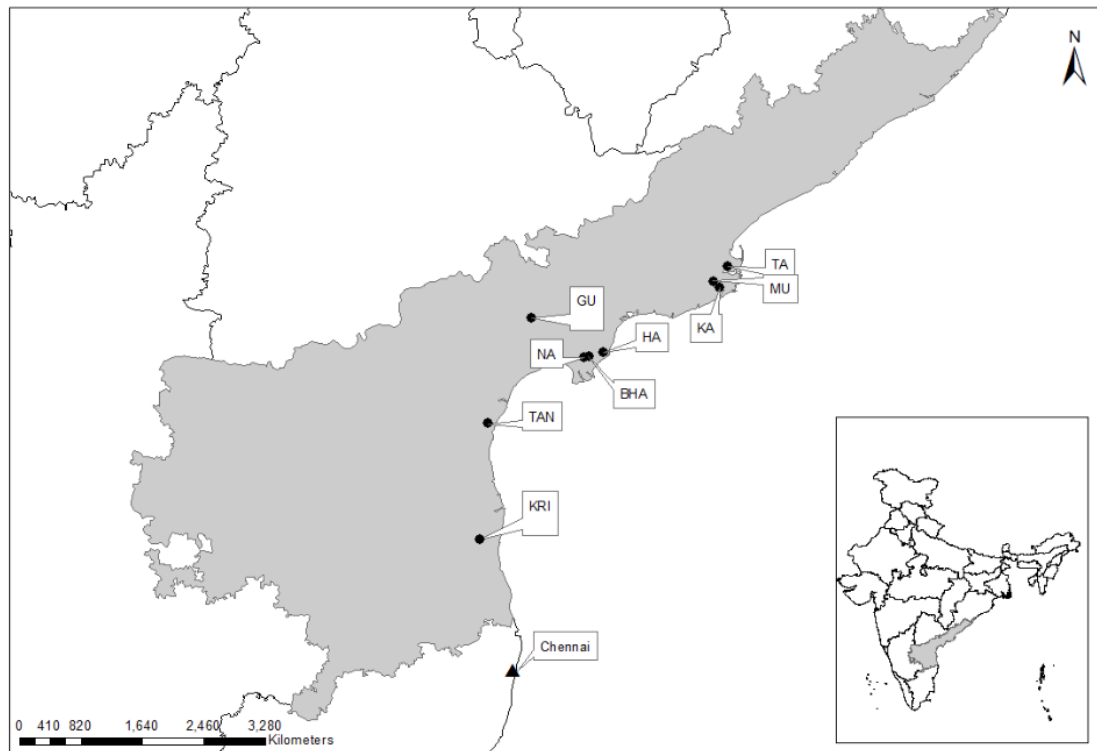 N
TA
MU
GU
KA
HA
NA
BHA
TAN
KRI
Chennai
0 410 820 1,640 2,460 3,280
Kilometers